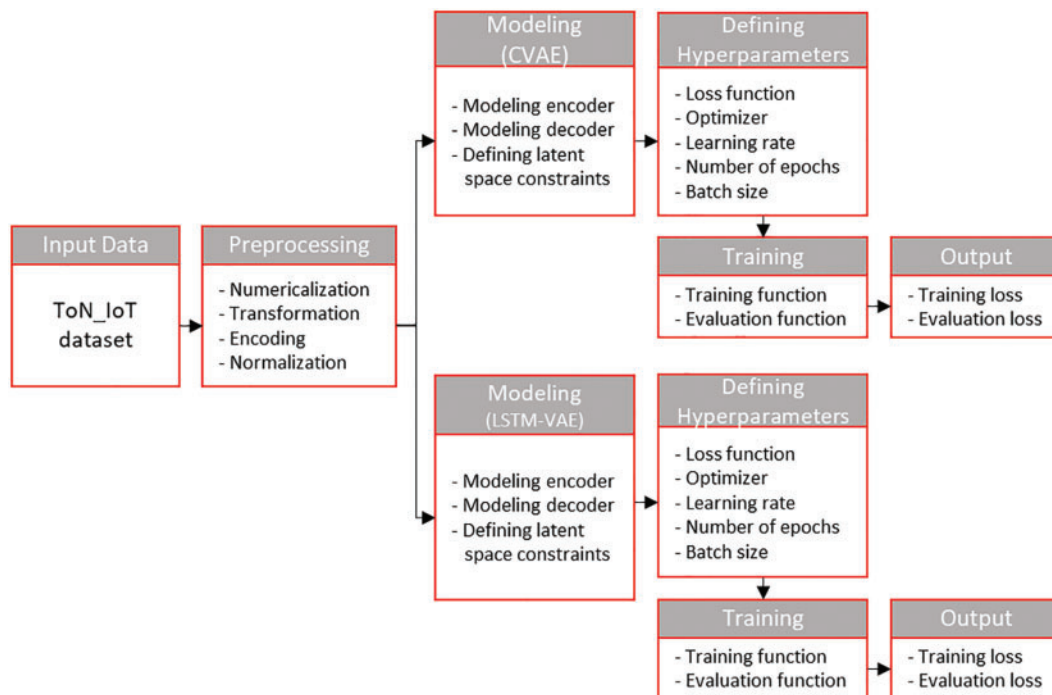 Input Data
ToN_IoT
dataset
Preprocessing
- Numericalization
- Transformation
- Encoding
- Normalization
Modeling
(CVAE)
- Modeling encoder
- Modeling decoder
- Defining latent
space constraints
Defining
Hyperparameters
- Loss function
- Optimizer
- Learning rate
- Number of epochs
- Batch size
Training
- Training function
- Evaluation function
Output
- Training loss
- Evaluation loss
Modeling
(LSTM-VAE)
- Modeling encoder
- Modeling decoder
- Defining latent
space constraints
Defining
Hyperparameters
- Loss function
- Optimizer
- Learning rate
- Number of epochs
- Batch size
Training
- Training function
- Evaluation function
Output
- Training loss
- Evaluation loss